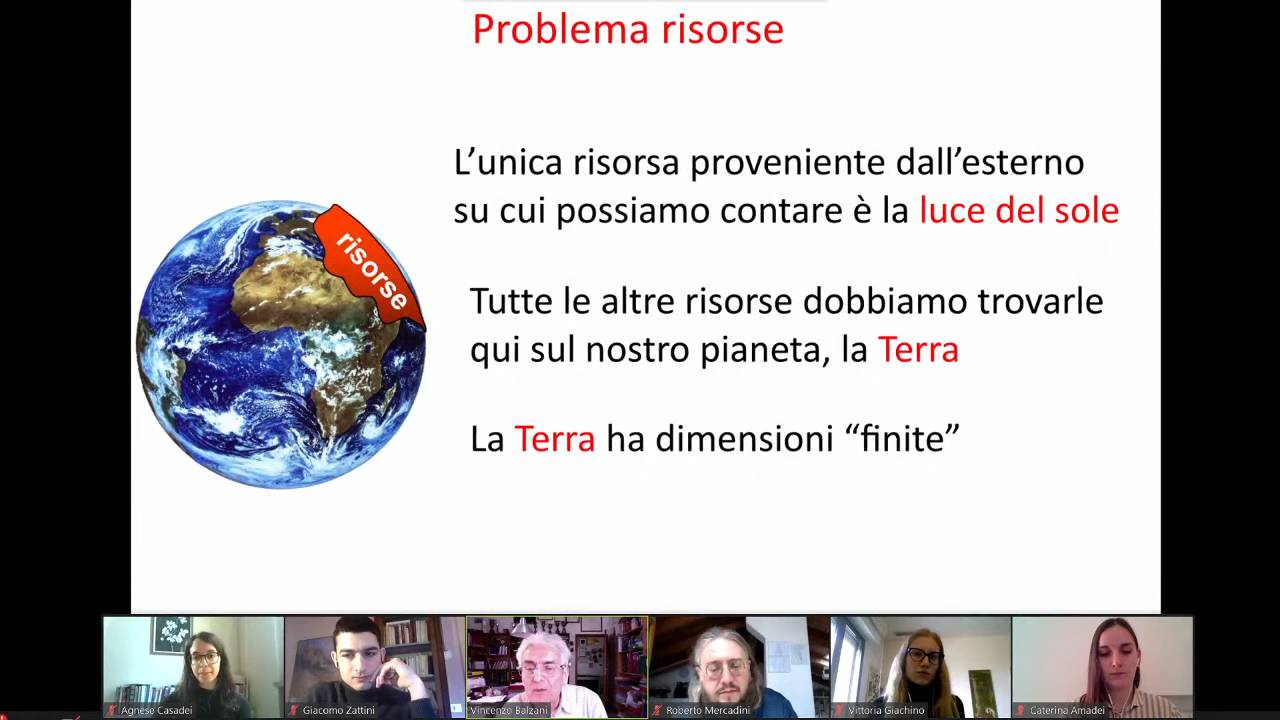 Problema risorse
L’unica risorsa proveniente dall’esterno
su cui possiamo contare è la luce del sole
risorse
Tutte le altre risorse dobbiamo trovarle
qui sul nostro pianeta, la Terra
La Terra ha dimensioni “finite”
Agnese Casadei
Giacomo Zattini
Vincenzo Balzani
Roberto Mercadini
Vittoria Giachino
Caterina Amadei